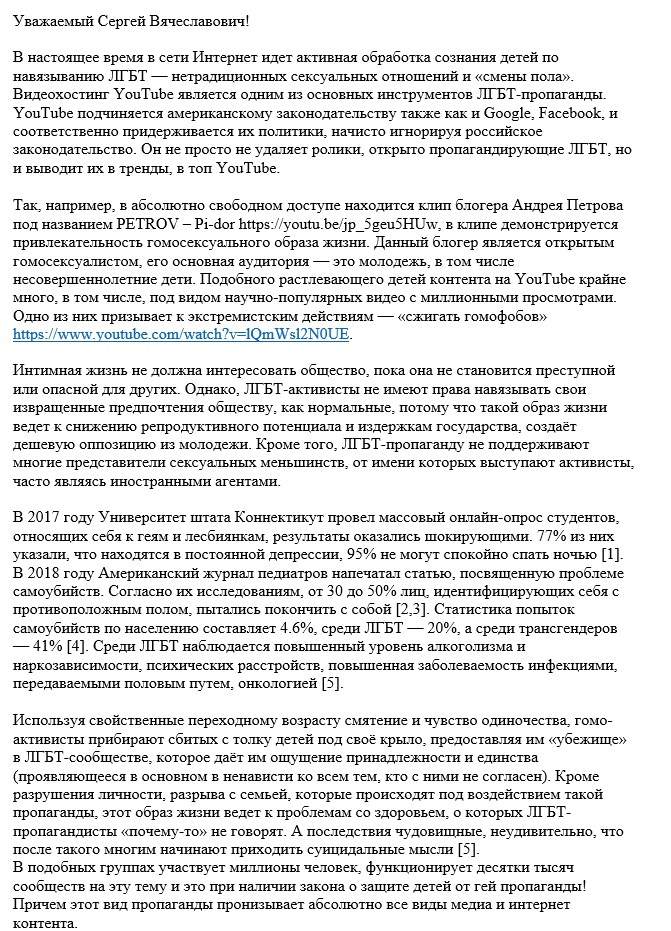 Уважаемый Сергей Вячеславович!
В настоящее время в сети Интернет идет активная обработка сознания детей по
навязыванию ЛГБТ — нетрадиционных сексуальных отношений и «смены пола».
Видеохостинг YouTube является одним из основных инструментов ЛГБТ-пропаганды.
YouTube подчиняется американскому законодательству также как и Google, Facebook, и
соответственно придерживается их политики, начисто игнорируя российское
законодательство. Он не просто не удаляет ролики, открыто пропагандирующие ЛГБТ, но
и выводит их в тренды, в топ YouTube.
Так, например, в абсолютно свободном доступе находится клип блогера Андрея Петрова
под названием PETROV – Pi-dor https://youtu.be/jp_5geu5HUw, в клипе демонстрируется
привлекательность гомосексуального образа жизни. Данный блогер является открытым
гомосексуалистом, его основная аудитория — это молодежь, в том числе
несовершеннолетние дети. Подобного растлевающего детей контента на YouTube крайне
много, в том числе, под видом научно-популярных видео с миллионными просмотрами.
Одно из них призывает к экстремистским действиям — «сжигать гомофобов»
https://www.youtube.com/watch?v=lQmWsl2N0UE.
Интимная жизнь не должна интересовать общество, пока она не становится преступной
или опасной для других. Однако, ЛГБТ-активисты не имеют права навязывать свои
извращенные предпочтения обществу, как нормальные, потому что такой образ жизни
ведет к снижению репродуктивного потенциала и издержкам государства, создаёт
дешевую оппозицию из молодежи. Кроме того, ЛГБТ-пропаганду не поддерживают
многие представители сексуальных меньшинств, от имени которых выступают активисты,
часто являясь иностранными агентами.
В 2017 году Университет штата Коннектикут провел массовый онлайн-опрос студентов,
относящих себя к геям и лесбиянкам, результаты оказались шокирующими. 77% из них
указали, что находятся в постоянной депрессии, 95% не могут спокойно спать ночью [1].
В 2018 году Американский журнал педиатров напечатал статью, посвященную проблеме
самоубийств. Согласно их исследованиям, от 30 до 50% лиц, идентифицирующих себя с
противоположным полом, пытались покончить с собой [2,3]. Статистика попыток
самоубийств по населению составляет 4.6%, среди ЛГБТ — 20%, а среди трансгендеров
— 41% [4]. Среди ЛГБТ наблюдается повышенный уровень алкоголизма и
наркозависимости, психических расстройств, повышенная заболеваемость инфекциями,
передаваемыми половым путем, онкологией [5].
Используя свойственные переходному возрасту смятение и чувство одиночества, гомо-
активисты прибирают сбитых с толку детей под своё крыло, предоставляя им «убежище»
в ЛГБТ-сообществе, которое даёт им ощущение принадлежности и единства
(проявляющееся в основном в ненависти ко всем тем, кто с ними не согласен). Кроме
разрушения личности, разрыва с семьей, которые происходят под воздействием такой
пропаганды, этот образ жизни ведет к проблемам со здоровьем, о которых ЛГБТ-
пропагандисты «почему-то» не говорят. А последствия чудовищные, неудивительно, что
после такого многим начинают приходить суицидальные мысли [5].
В подобных группах участвует миллионы человек, функционирует десятки тысяч
сообществ на эту тему и это при наличии закона о защите детей от гей пропаганды!
Причем этот вид пропаганды пронизывает абсолютно все виды медиа и интернет
контента.